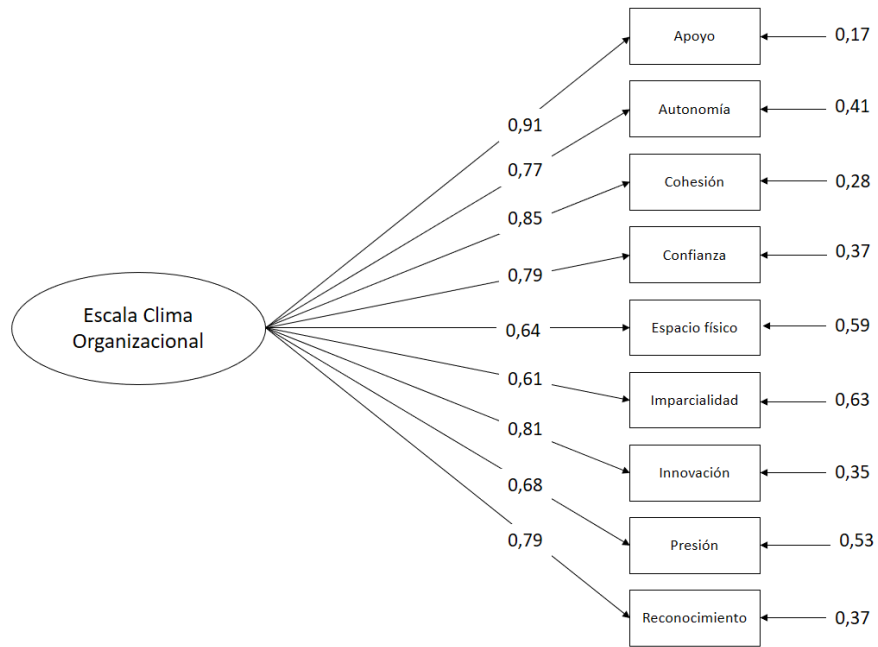 Escala Clima
Organizacional
0,91
0,77
0,85
0,79
0,64
0,61
0,81
0,68
0,79
Apoyo
0,17
Autonomía
0,41
Cohesión
0,28
Confianza
0,37
Espacio físico
0,59
Imparcialidad
0,63
Innovación
0,35
Presión
0,53
Reconocimiento
0,37